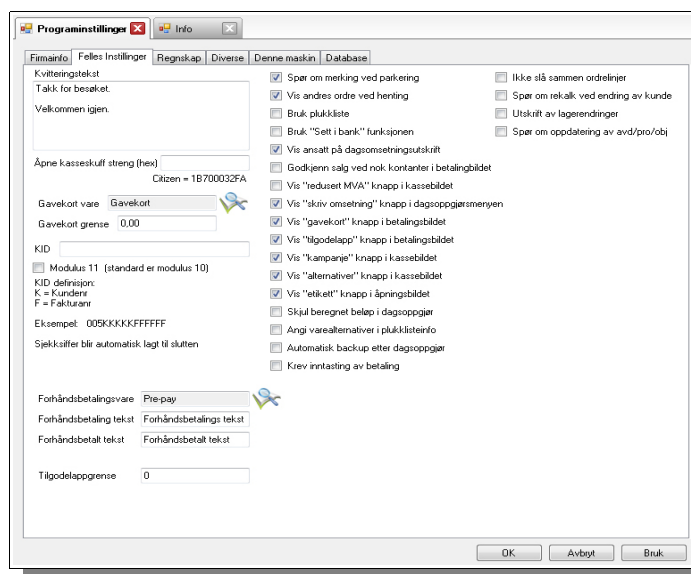 Programinstillinger Info
Firmainfo Felles Instillinger Regnskap Diverse Denne maskin Database
Kvitteringstekst
Takk for besøket.
Velkommen igjen.
Åpne kasseskuff streng (hex)
Citizen = 1B700032FA
Gavekort vare Gavekort
Gavekort grense 0,00
KID
Modulus 11 (standard er modulus 10)
KID definisjon:
K = Kundenr
F = Fakturanr
Eksempel: 005KKKKKFFFFFF
Sjekksiffer blir automatisk lagt til slutten
Forhåndsbetalingsvare Pre-pay
Forhåndsbetaling tekst Forhåndsbetalings tekst
Forhåndsbetalt tekst Forhåndsbetalt tekst
Tilgodelappgrense 0
Spør om merking ved parkering
Vis andres ordre ved henting
Bruk plukkliste
Bruk "Sett i bank" funksjonen
Vis ansatt på dagsomsetningsutskrift
Godkjenn salg ved nok kontanter i betalingbildet
Vis "redusert MVA" knapp i kassebildet
Vis "skriv omsetning" knapp i dagsoppgjørsmenyen
Vis "gavekort" knapp i betalingsbildet
Vis "tilgodelapp" knapp i betalingsbildet
Vis "kampanje" knapp i kassebildet
Vis "alternativer" knapp i kassebildet
Vis "etikett" knapp i åpningsbildet
Skjul beregnet beløp i dagsoppgjør
Angi varealternativer i plukklisteinfo
Automatisk backup etter dagsoppgjør
Krev inntasting av betaling
Ikke slå sammen ordrelinjer
Spør om rekalk ved endring av kunde
Utskrift av lagerendringer
Spør om oppdatering av avd/pro/obj
OK Avbryt Bruk